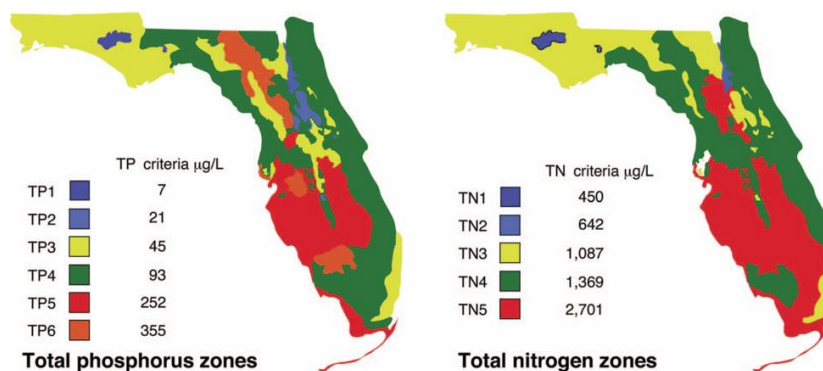 TP criteria μg/L
TP1 7
TP2 21
TP3 45
TP4 93
TP5 252
TP6 355
Total phosphorus zones
TN criteria μg/L
TN1 450
TN2 642
TN3 1,087
TN4 1,369
TN5 2,701
Total nitrogen zones